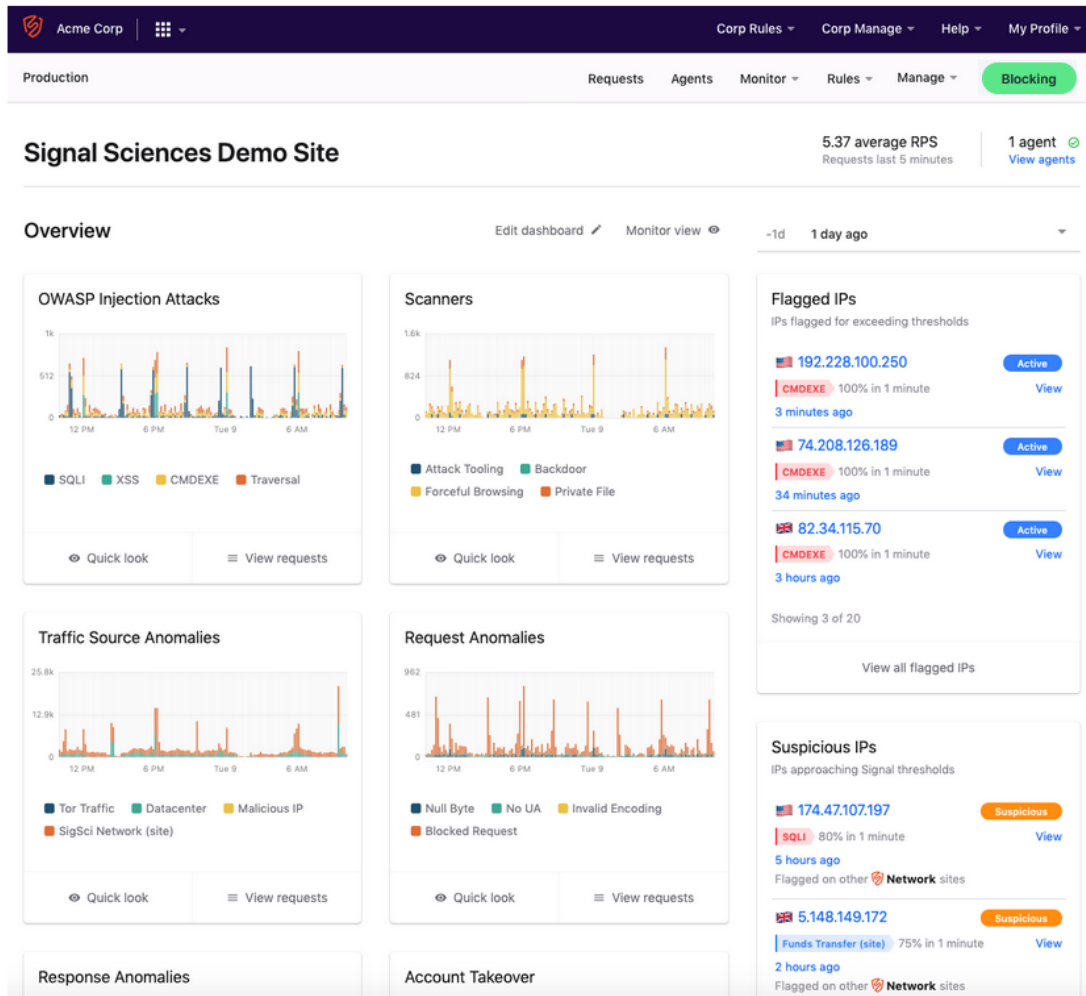 Acme Corp
Corp Rules Corp Manage Help My Profile
Production
Requests Agents Monitor Rules Manage Blocking
Signal Sciences Demo Site
5.37 average RPS
Requests last 5 minutes
1 agent
View agents
Overview
Edit dashboard Monitor view
-1d 1 day ago
OWASP Injection Attacks
1k
512
0
12 PM 6 PM Tue 9 6 AM
SQLI XSS CMDEXE Traversal
Quick look View requests
Scanners
1.6k
824
0
12 PM 6 PM Tue 9 6 AM
Attack Tooling Backdoor
Forceful Browsing Private File
Quick look View requests
Flagged IPs
IPs flagged for exceeding thresholds
192.228.100.250 Active
CMDEXE 100% in 1 minute View
3 minutes ago
74.208.126.189 Active
CMDEXE 100% in 1 minute View
34 minutes ago
82.34.115.70 Active
CMDEXE 100% in 1 minute View
3 hours ago
Showing 3 of 20
View all flagged IPs
Traffic Source Anomalies
25.8k
12.9k
0
12 PM 6 PM Tue 9 6 AM
Tor Traffic Datacenter Malicious IP
SigSci Network (site)
Quick look View requests
Request Anomalies
962
481
0
12 PM 6 PM Tue 9 6 AM
Null Byte No UA Invalid Encoding
Blocked Request
Quick look View requests
Suspicious IPs
IPs approaching Signal thresholds
174.47.107.197 Suspicious
SQLI 80% in 1 minute View
5 hours ago
Flagged on other Network sites
5.148.149.172 Suspicious
Funds Transfer (site) 75% in 1 minute View
2 hours ago
Flagged on other Network sites
Response Anomalies
Account Takeover